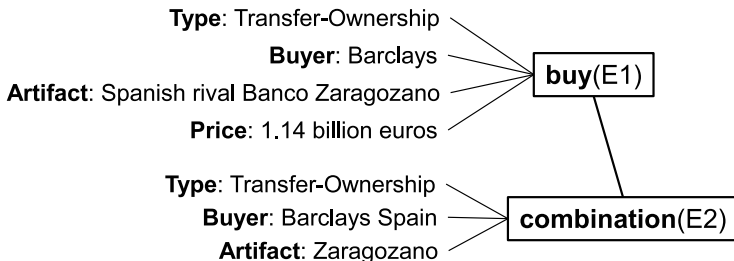 Type: Transfer-Ownership
Buyer: Barclays
buy(E1)
Artifact: Spanish rival Banco Zaragozano
Price: 1.14 billion euros
Type: Transfer-Ownership
Buyer: Barclays Spain
combination(E2)
Artifact: Zaragozano